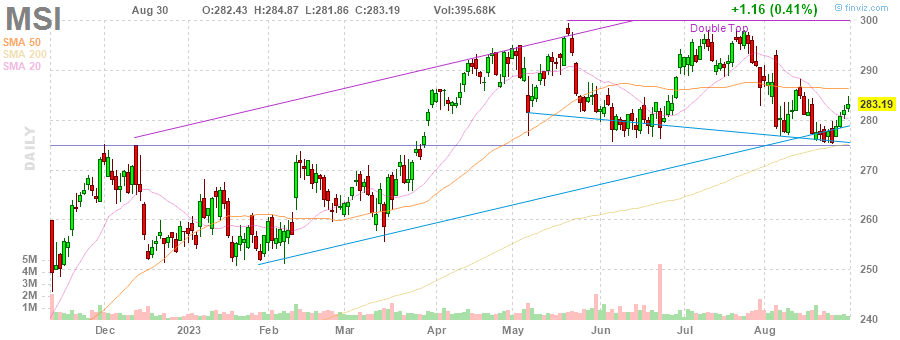 MSI Aug 30 O:282.43 H:284.87 L:281.86 C:283.19 Vol:395.68K +1.16 (0.41%) © finviz.com
SMA 50
SMA 200
SMA 20
Double Top
300
290
283.19
280
270
260
250
240
DAILY
5M
4M
3M
2M
1M
Dec 2023 Feb Mar Apr May Jun Jul Aug